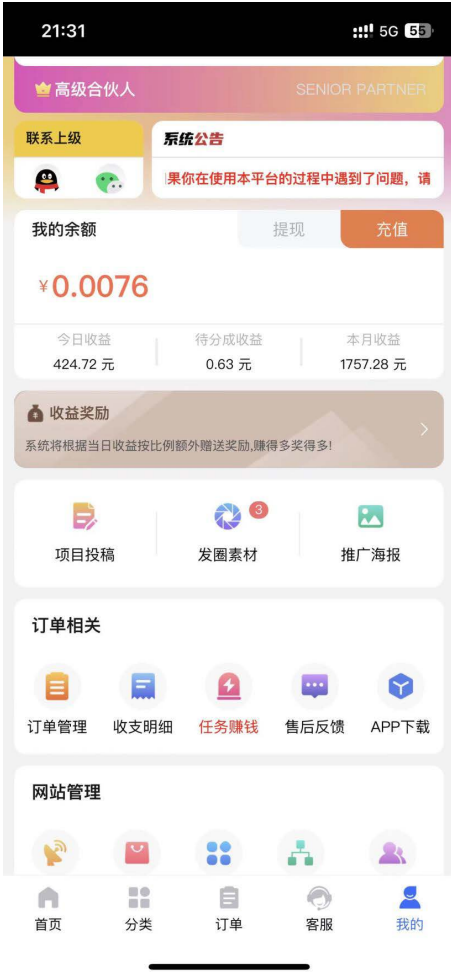 21:31
5G 55
高级合伙人
SENIOR PARTNER
联系上级
系统公告
果你在使用本平台的过程中遇到了问题，请
我的余额
提现
充值
¥0.0076
今日收益
待分成收益
本月收益
424.72 元
0.63 元
1757.28 元
收益奖励
系统将根据当日收益按比例额外赠送奖励,赚得多奖得多!
3
项目投稿
发圈素材
推广海报
订单相关
订单管理
收支明细
任务赚钱
售后反馈
APP下载
网站管理
首页
分类
订单
客服
我的